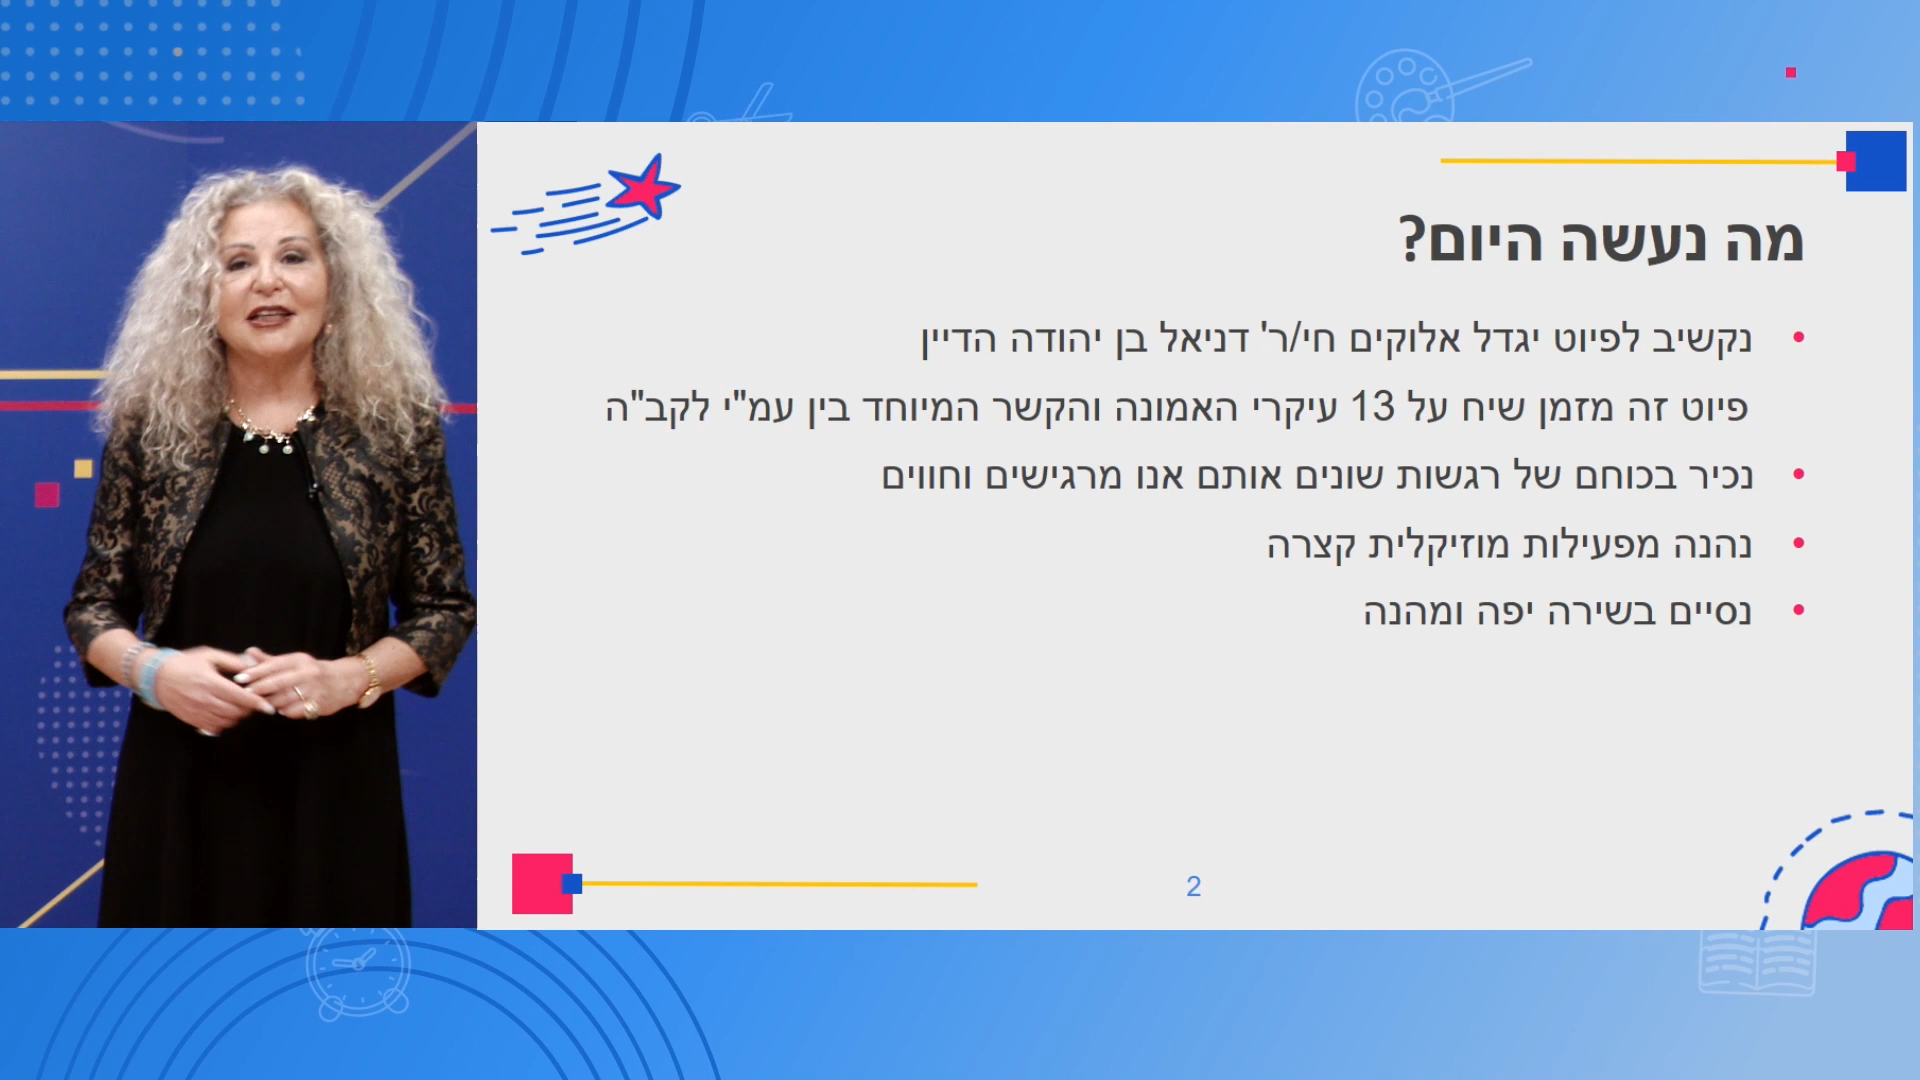 מה נעשה היום?
נקשיב לפיוט יגדל אלוקים חי/ר' דניאל בן יהודה הדיין
פיוט זה מזמן שיח על 13 עיקרי האמונה והקשר המיוחד בין עמ"י לקב"ה
נכיר בכוחם של רגשות שונים אותם אנו מרגישים וחווים
נהנה מפעילות מוזיקלית קצרה
נסיים בשירה יפה ומהנה
2